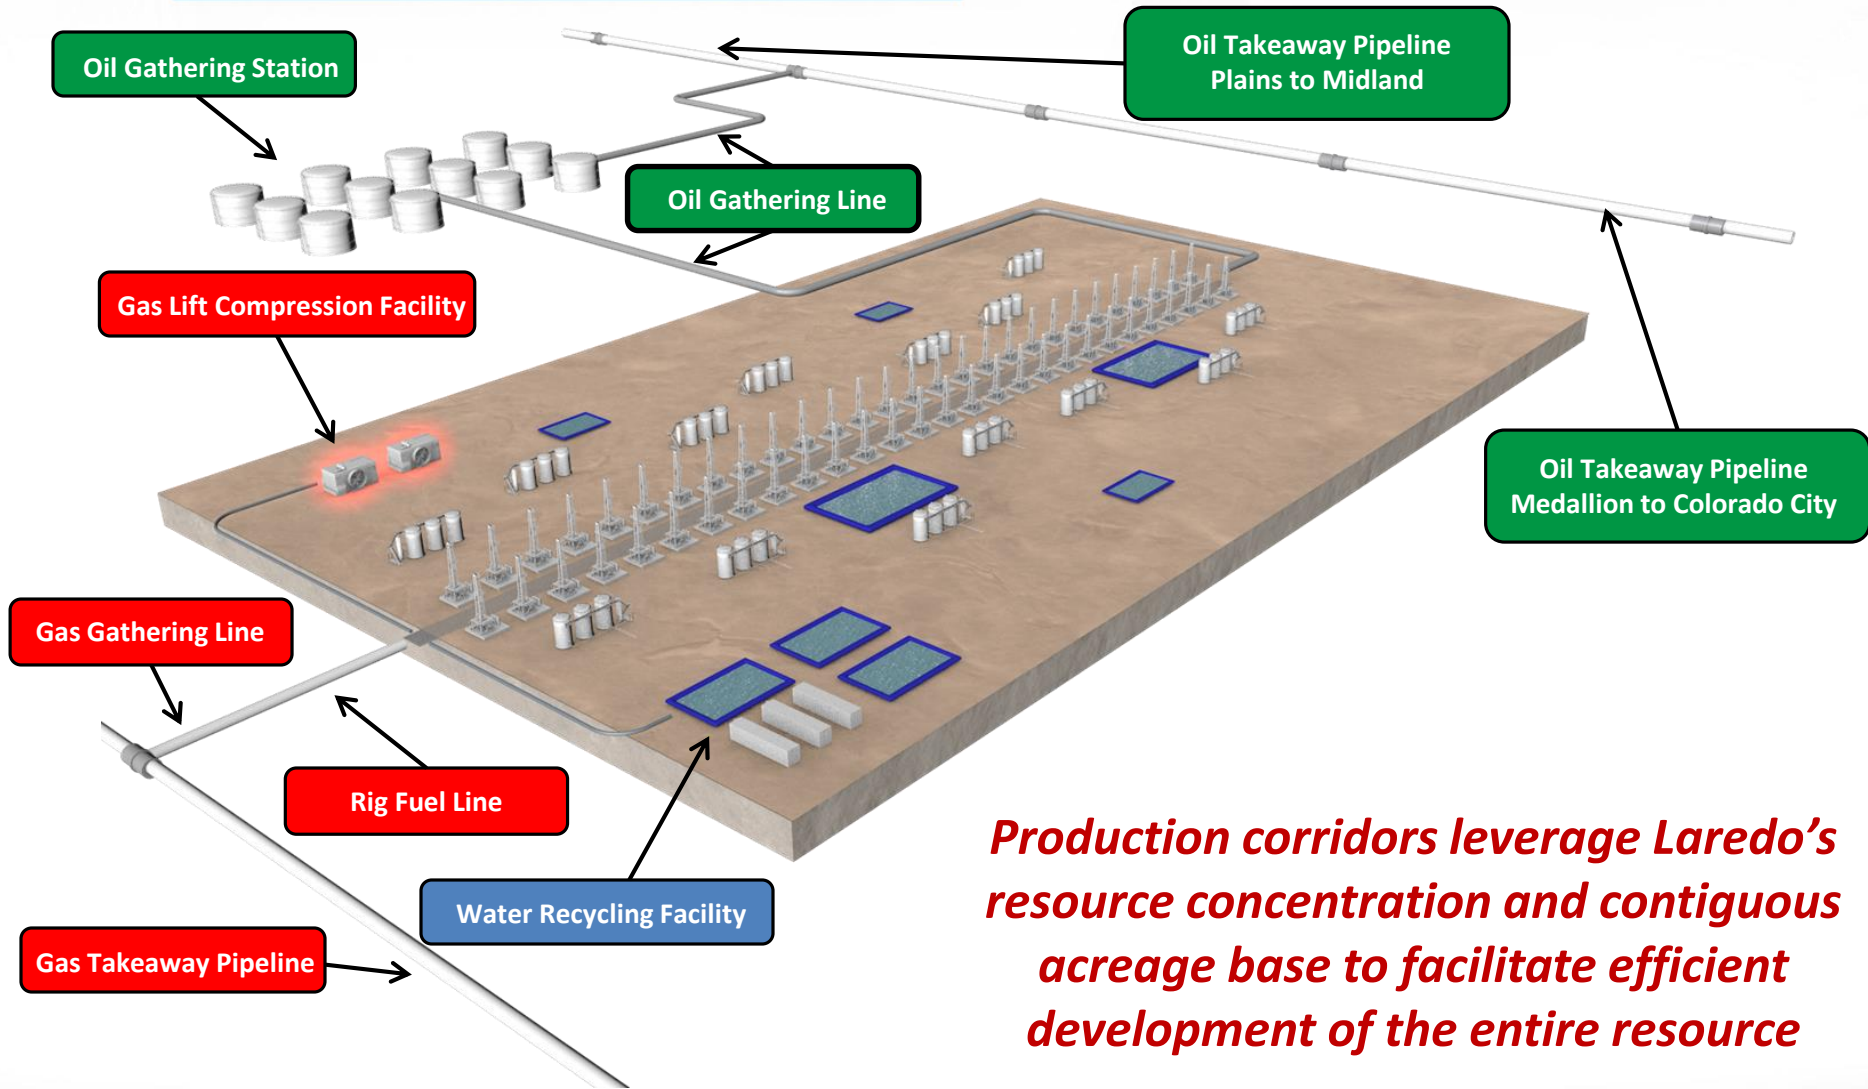 Oil Gathering Station
Oil Takeaway Pipeline
Plains to Midland
Oil Gathering Line
Gas Lift Compression Facility
Oil Takeaway Pipeline
Medallion to Colorado City
Gas Gathering Line
Rig Fuel Line
Water Recycling Facility
Gas Takeaway Pipeline
Production corridors leverage Laredo’s
resource concentration and contiguous
acreage base to facilitate efficient
development of the entire resource